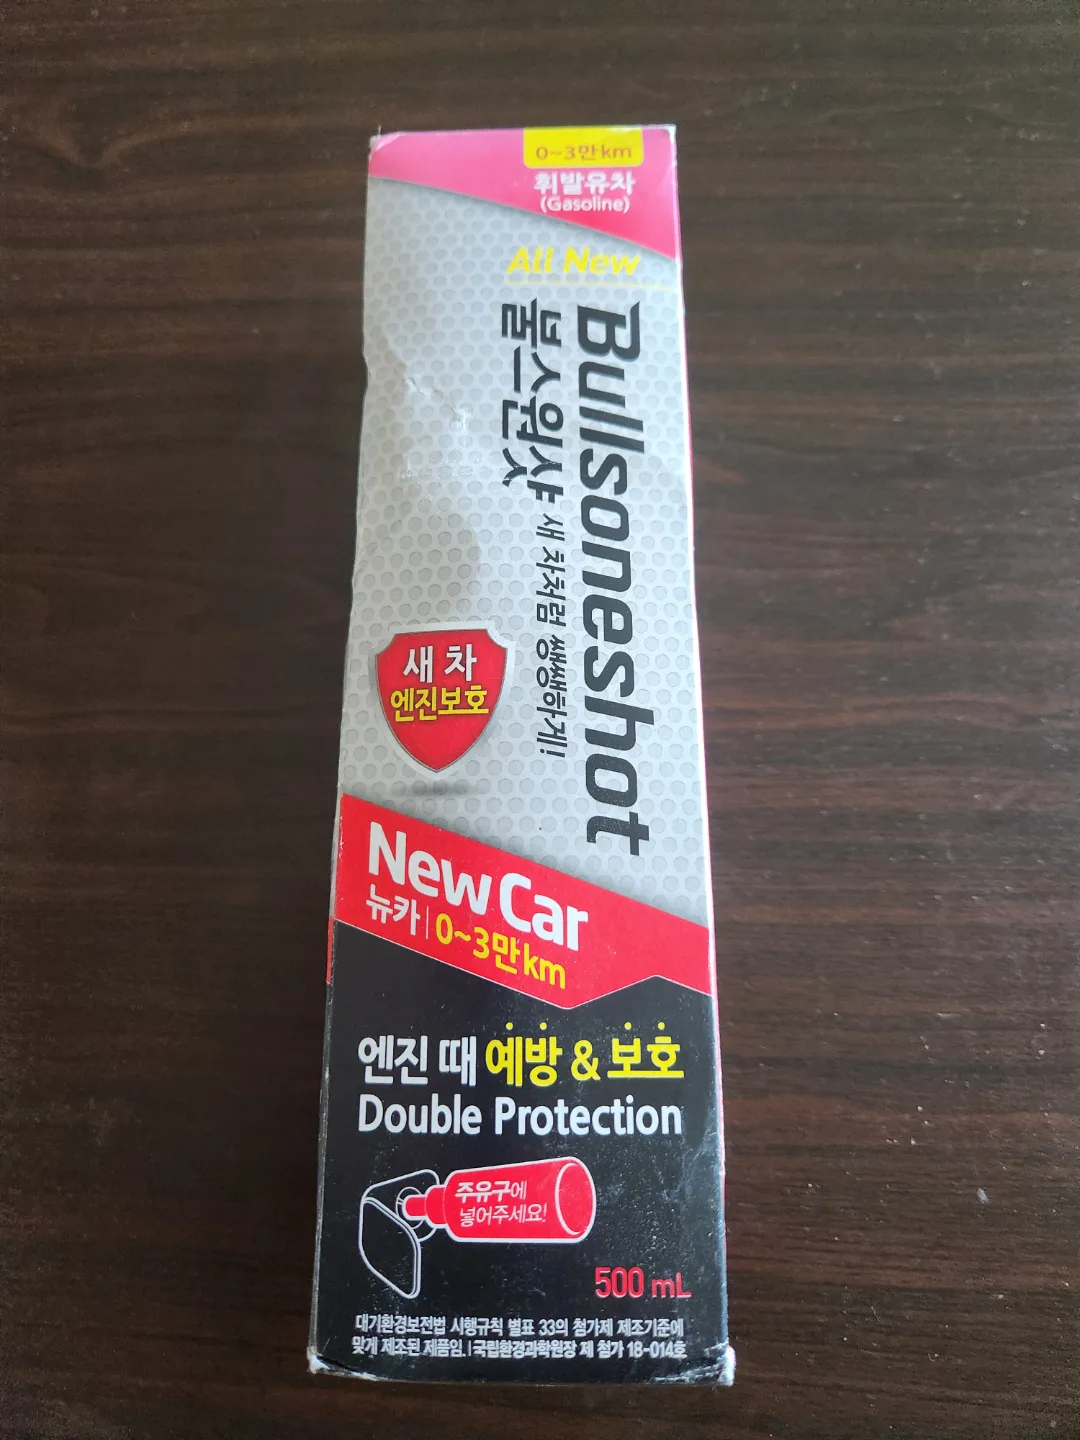 0~3만km
휘발유차
(Gasoline)
All New
Bullsoneshot
불스원샷 새 차처럼 쌩쌩하게!
새 차
엔진보호
New Car
뉴카 | 0~3만km
엔진 때 예방 & 보호
Double Protection
주유구에
넣어주세요!
500 mL
대기환경보전법 시행규칙 별표 33의 첨가제 제조기준에
맞게 제조된 제품임. | 국립환경과학원장 제 첨가 18-014호